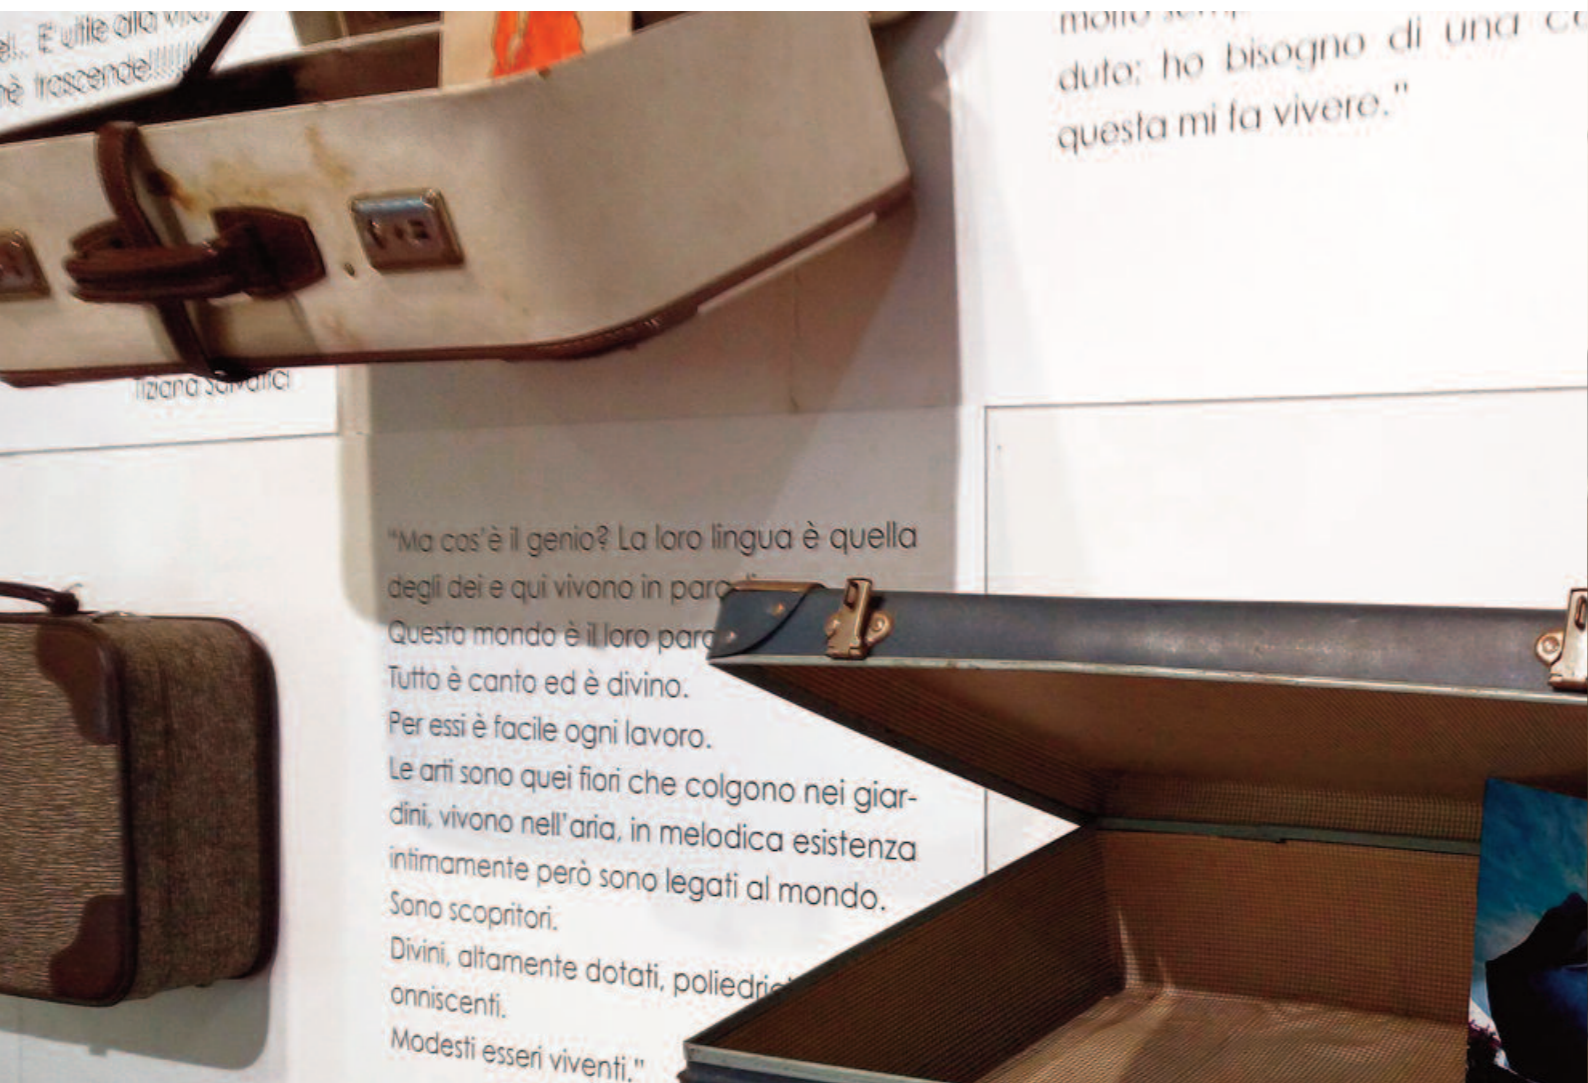 E' utile alla
trascende!!!!!!!
Tiziana Salvatici
molto
duto: ho bisogno di una
questa mi fa vivere."
"Ma cos'è il genio? La loro lingua è quella
degli dei e qui vivono in
Questo mondo è il loro
Tutto è canto ed è divino.
Per essi è facile ogni lavoro.
Le arti sono quei fiori che colgono nei giar-
dini, vivono nell'aria, in melodica esistenza
intimamente però sono legati al mondo.
Sono scopritori.
Divini, altamente dotati,
onniscenti.
Modesti esseri viventi."